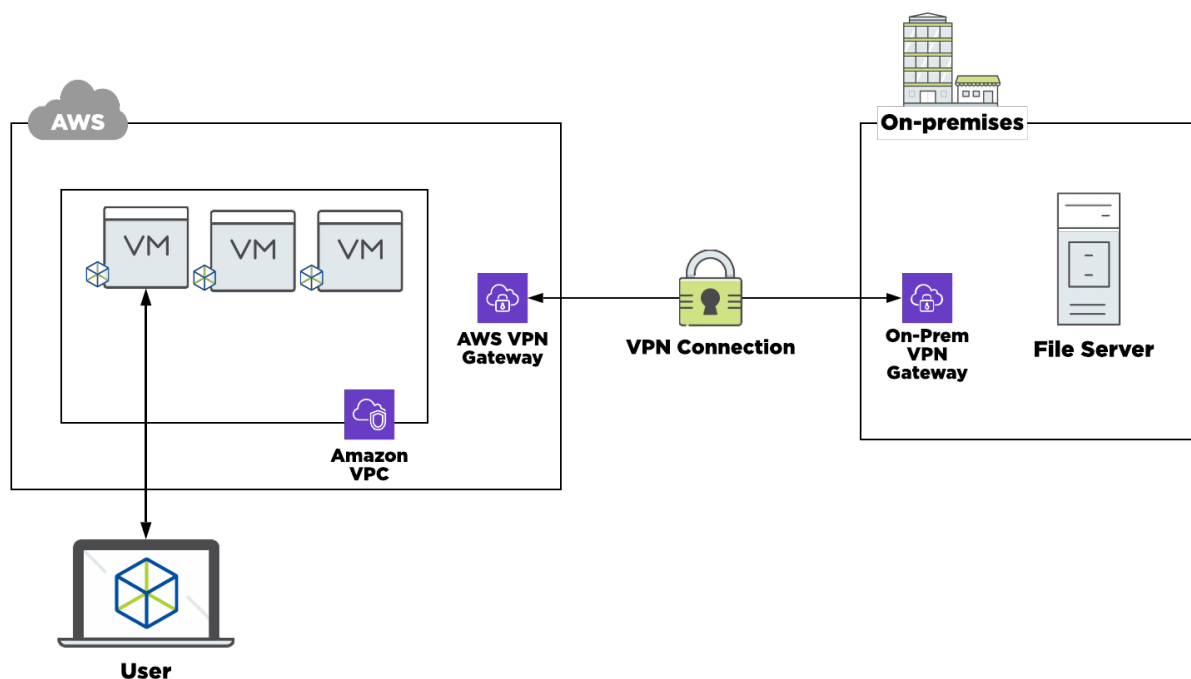 AWS
On-premises
VM
VM
VM
AWS VPN
Gateway
VPN Connection
On-Prem
VPN
Gateway
File Server
Amazon
VPC
User